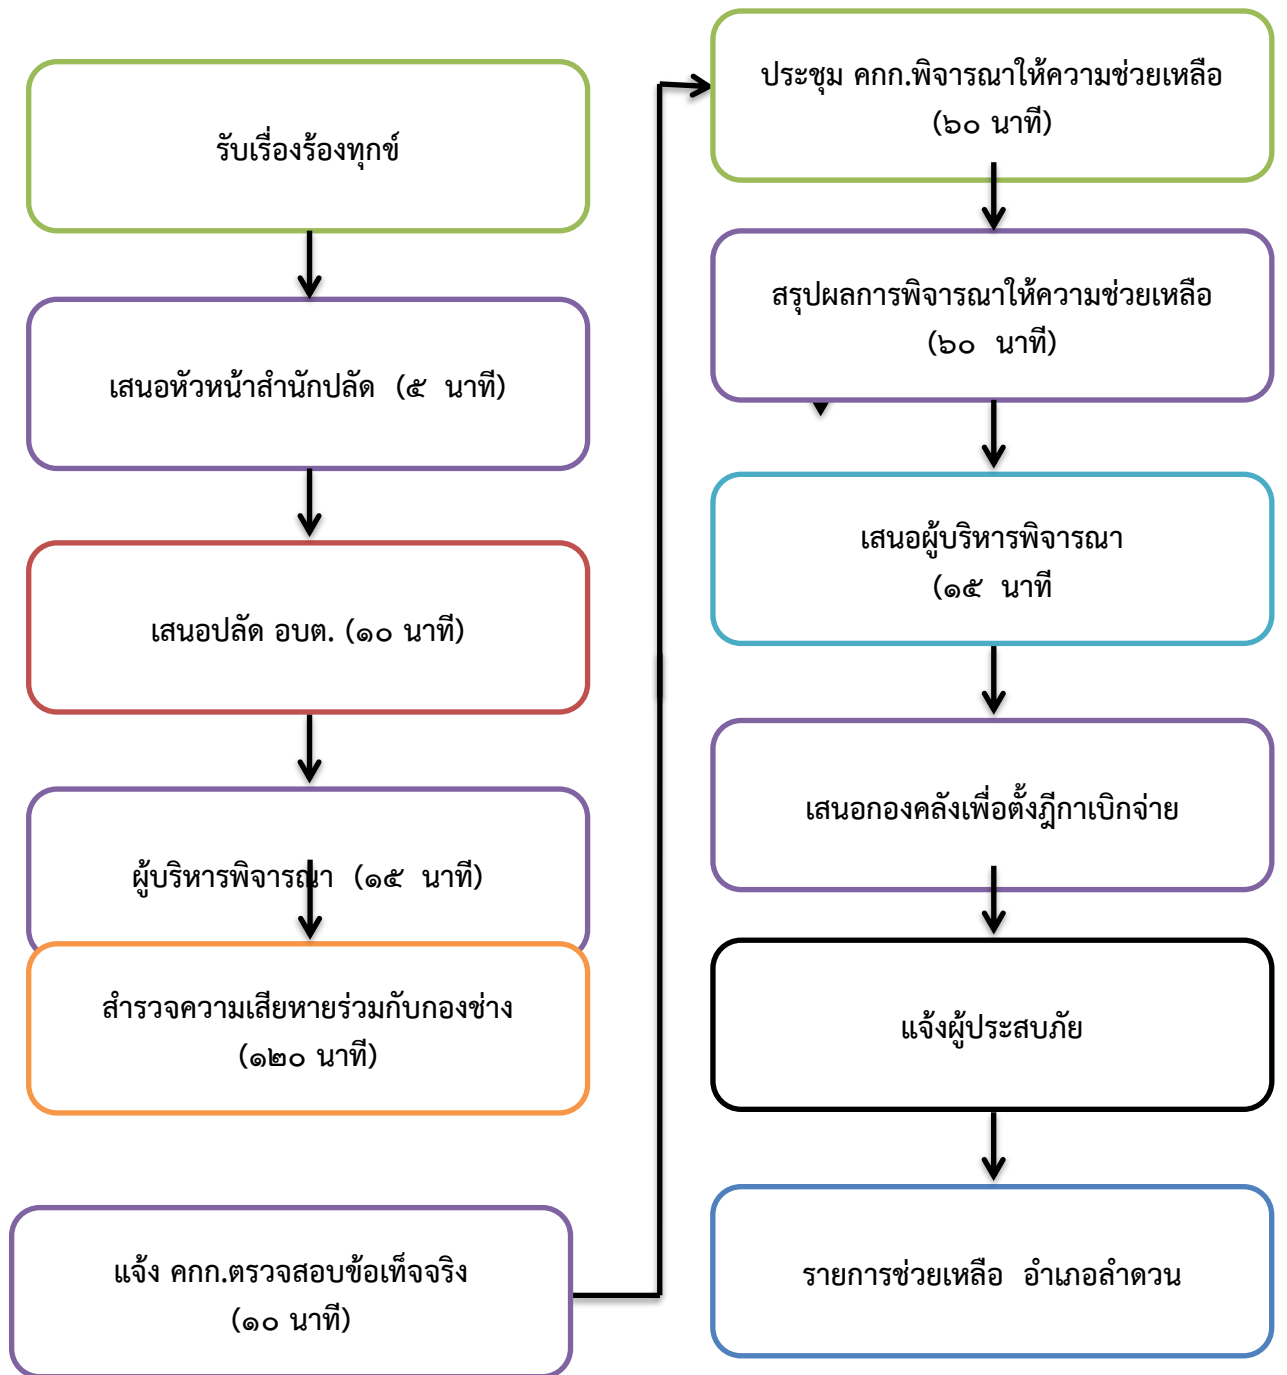 รับเรื่องร้องทุกข์
เสนอหัวหน้าสำนักปลัด (๕ นาที)
เสนอปลัด อบต. (๑๐ นาที)
ผู้บริหารพิจารณา (๑๕ นาที)
สำรวจความเสียหายร่วมกับกองช่าง
(๑๒๐ นาที)
แจ้ง คกก.ตรวจสอบข้อเท็จจริง
(๑๐ นาที)
ประชุม คกก.พิจารณาให้ความช่วยเหลือ
(๖๐ นาที)
สรุปผลการพิจารณาให้ความช่วยเหลือ
(๖๐ นาที)
เสนอผู้บริหารพิจารณา
(๑๕ นาที
เสนอกองคลังเพื่อตั้งฎีกาเบิกจ่าย
แจ้งผู้ประสบภัย
รายการช่วยเหลือ อำเภอลำดวน